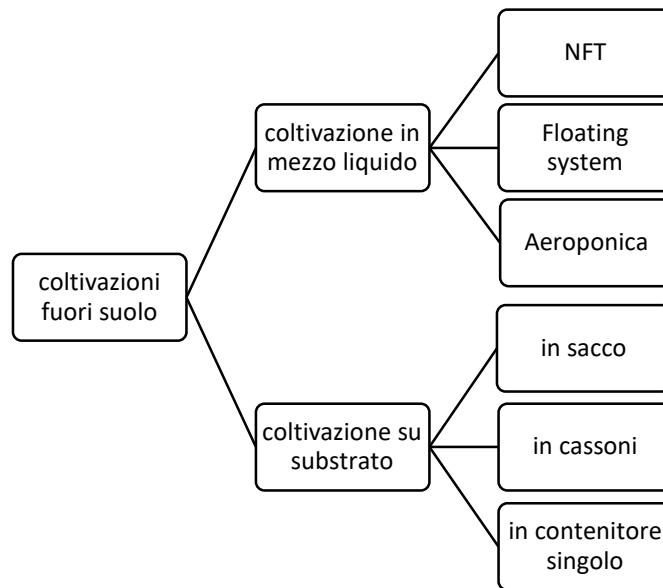 coltivazioni
fuori suolo
coltivazione in
mezzo liquido
NFT
Floating
system
Aeroponica
coltivazione su
substrato
in sacco
in cassoni
in contenitore
singolo